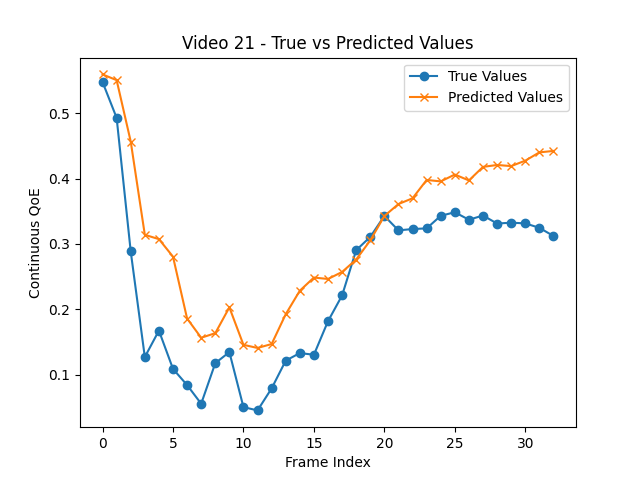 Video 21 - True vs Predicted Values
True Values
Predicted Values
Continuous QoE
0.5
0.4
0.3
0.2
0.1
0 5 10 15 20 25 30
Frame Index